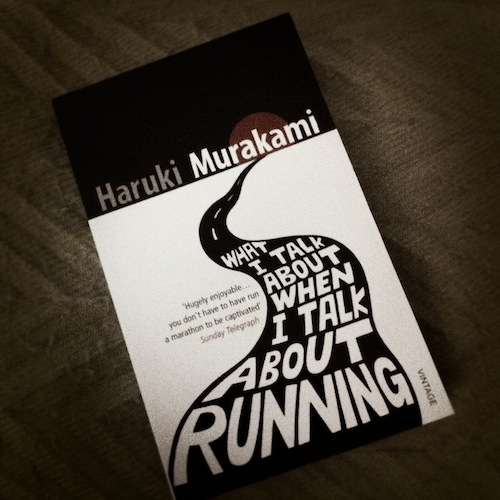 Haruki Murakami
WHAT
I TALK
ABOUT
WHEN
I TALK
ABOUT
RUNNING
'Hugely enjoyable...
you don't have to have run
a marathon to be captivated'
Sunday Telegraph
VINTAGE